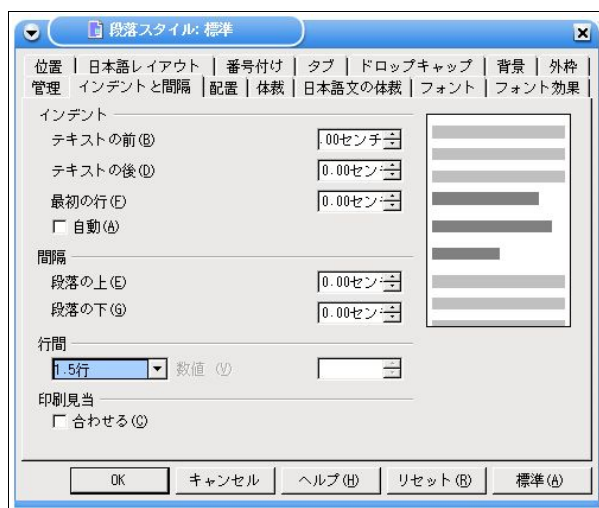 段落スタイル: 標準
位置 日本語レイアウト 番号付け タブ ドロップキャップ 背景 外枠
管理 インデントと間隔 配置 体裁 日本語文の体裁 フォント フォント効果
インデント
テキストの前(B) .00センチ
テキストの後(D) 0.00セン
最初の行(F) 0.00セン
自動(A)
間隔
段落の上(E) 0.00セン
段落の下(G) 0.00セン
行間
1.5行 数値 (V)
印刷見当
合わせる(C)
OK キャンセル ヘルプ(H) リセット(R) 標準(A)